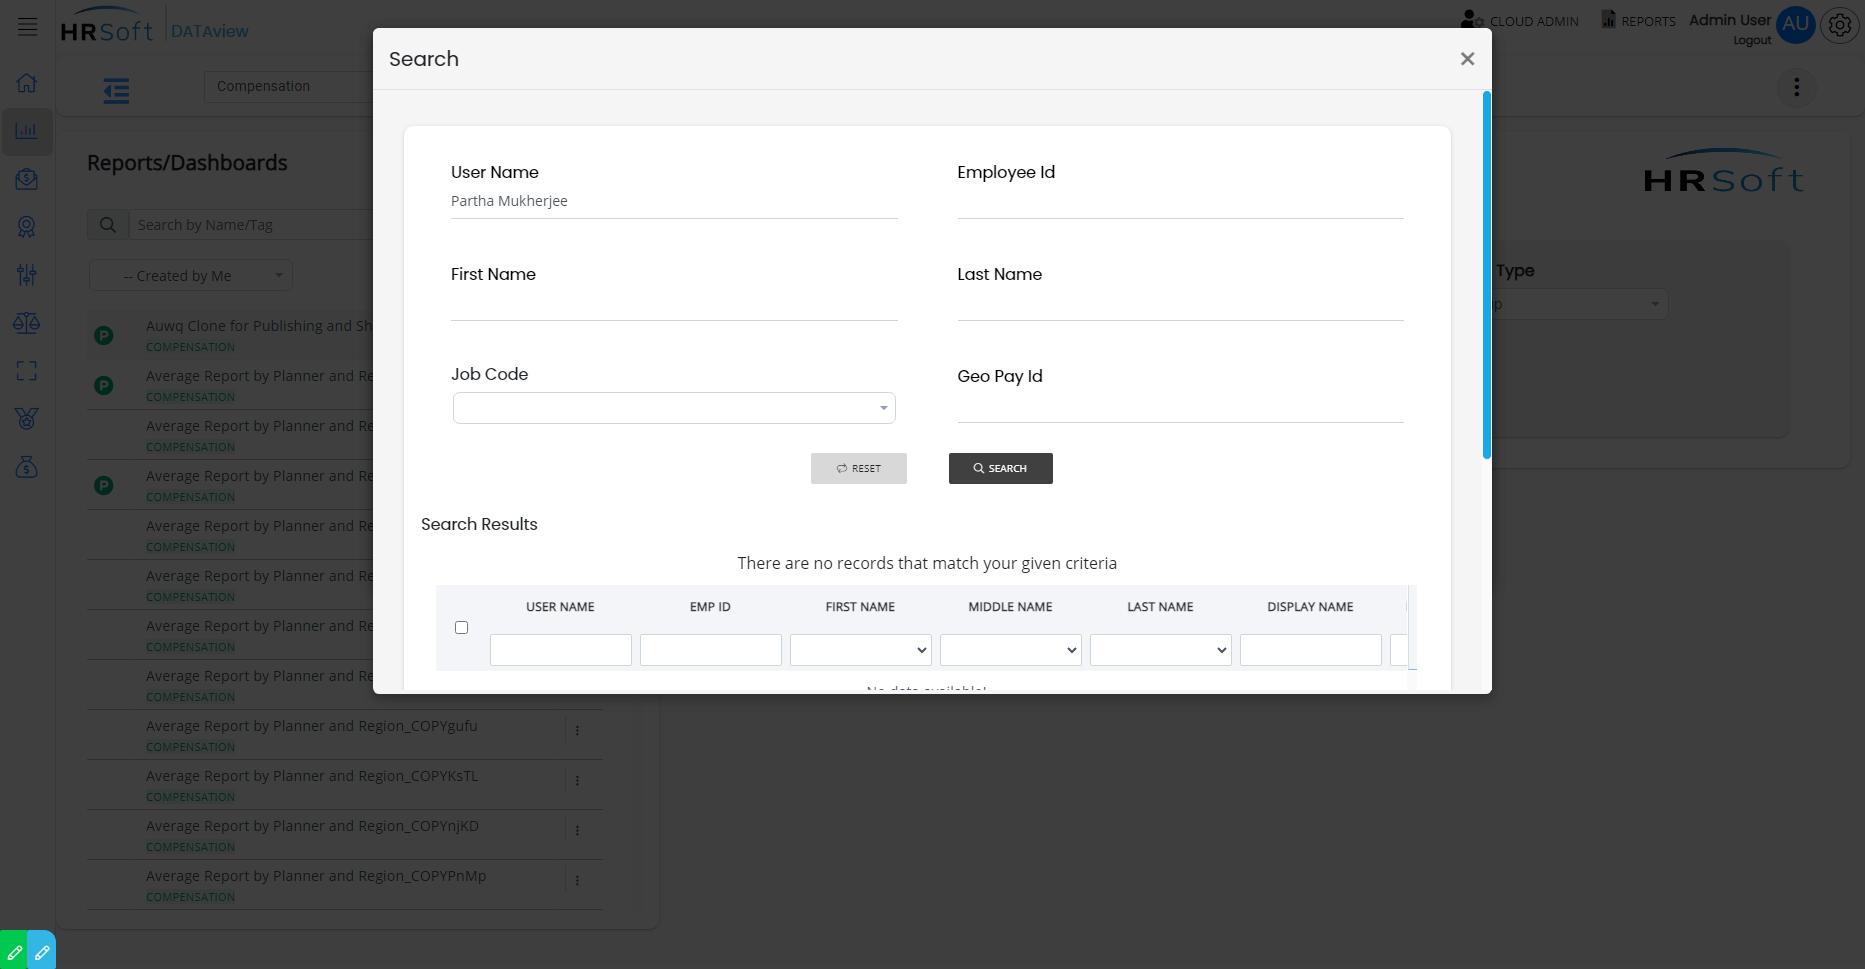 HRSoft DATAview
CLOUD ADMIN
REPORTS
Admin User
Logout
AU
Compensation
Search
Reports/Dashboards
Search by Name/Tag
-- Created by Me
P
Auwq Clone for Publishing and Sh
COMPENSATION
P
Average Report by Planner and Re
COMPENSATION
Average Report by Planner and Re
COMPENSATION
P
Average Report by Planner and Re
COMPENSATION
Average Report by Planner and Re
COMPENSATION
Average Report by Planner and Re
COMPENSATION
Average Report by Planner and Re
COMPENSATION
Average Report by Planner and Re
COMPENSATION
Average Report by Planner and Region_COPYgufu
COMPENSATION
Average Report by Planner and Region_COPYKsTL
COMPENSATION
Average Report by Planner and Region_COPYnjKD
COMPENSATION
Average Report by Planner and Region_COPYPnMp
COMPENSATION
User Name
Partha Mukherjee
Employee Id
First Name
Last Name
Job Code
Geo Pay Id
RESET
SEARCH
Search Results
There are no records that match your given criteria
USER NAME EMP ID FIRST NAME MIDDLE NAME LAST NAME DISPLAY NAME
No data available!
HRSoft
Type
p